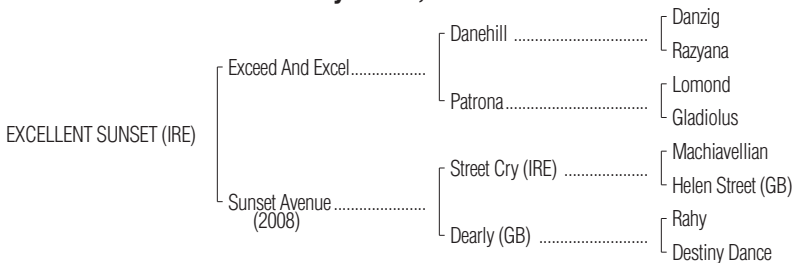 Danzig
Danehill
Razyana
Exceed And Excel
Lomond
Patrona
Gladiolus
EXCELLENT SUNSET (IRE)
Machiavellian
Street Cry (IRE)
Helen Street (GB)
Sunset Avenue
(2008)
Rahy
Dearly (GB)
Destiny Dance